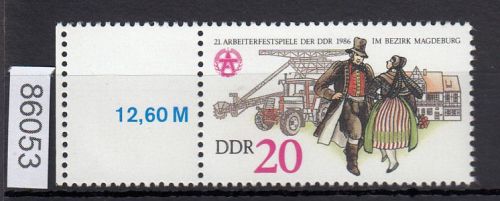 21. ARBEITERFESTSPIELE DER DDR 1986 IM BEZIRK MAGDEBURG
12,60 M
DDR 20
86053